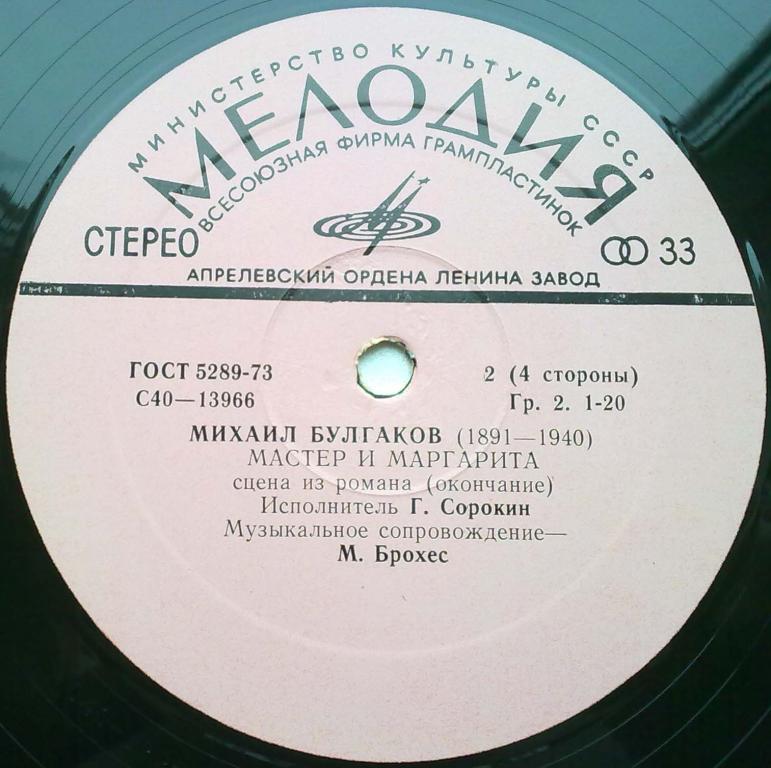 МИНИСТЕРСТВО КУЛЬТУРЫ СССР
МЕЛОДИЯ
ВСЕСОЮЗНАЯ ФИРМА ГРАМПЛАСТИНОК
СТЕРЕО 33
АПРЕЛЕВСКИЙ ОРДЕНА ЛЕНИНА ЗАВОД
ГОСТ 5289-73 2 (4 стороны)
С40—13966 Гр. 2. 1-20
МИХАИЛ БУЛГАКОВ (1891—1940)
МАСТЕР И МАРГАРИТА
сцена из романа (окончание)
Исполнитель Г. Сорокин
Музыкальное сопровождение—
М. Брохес